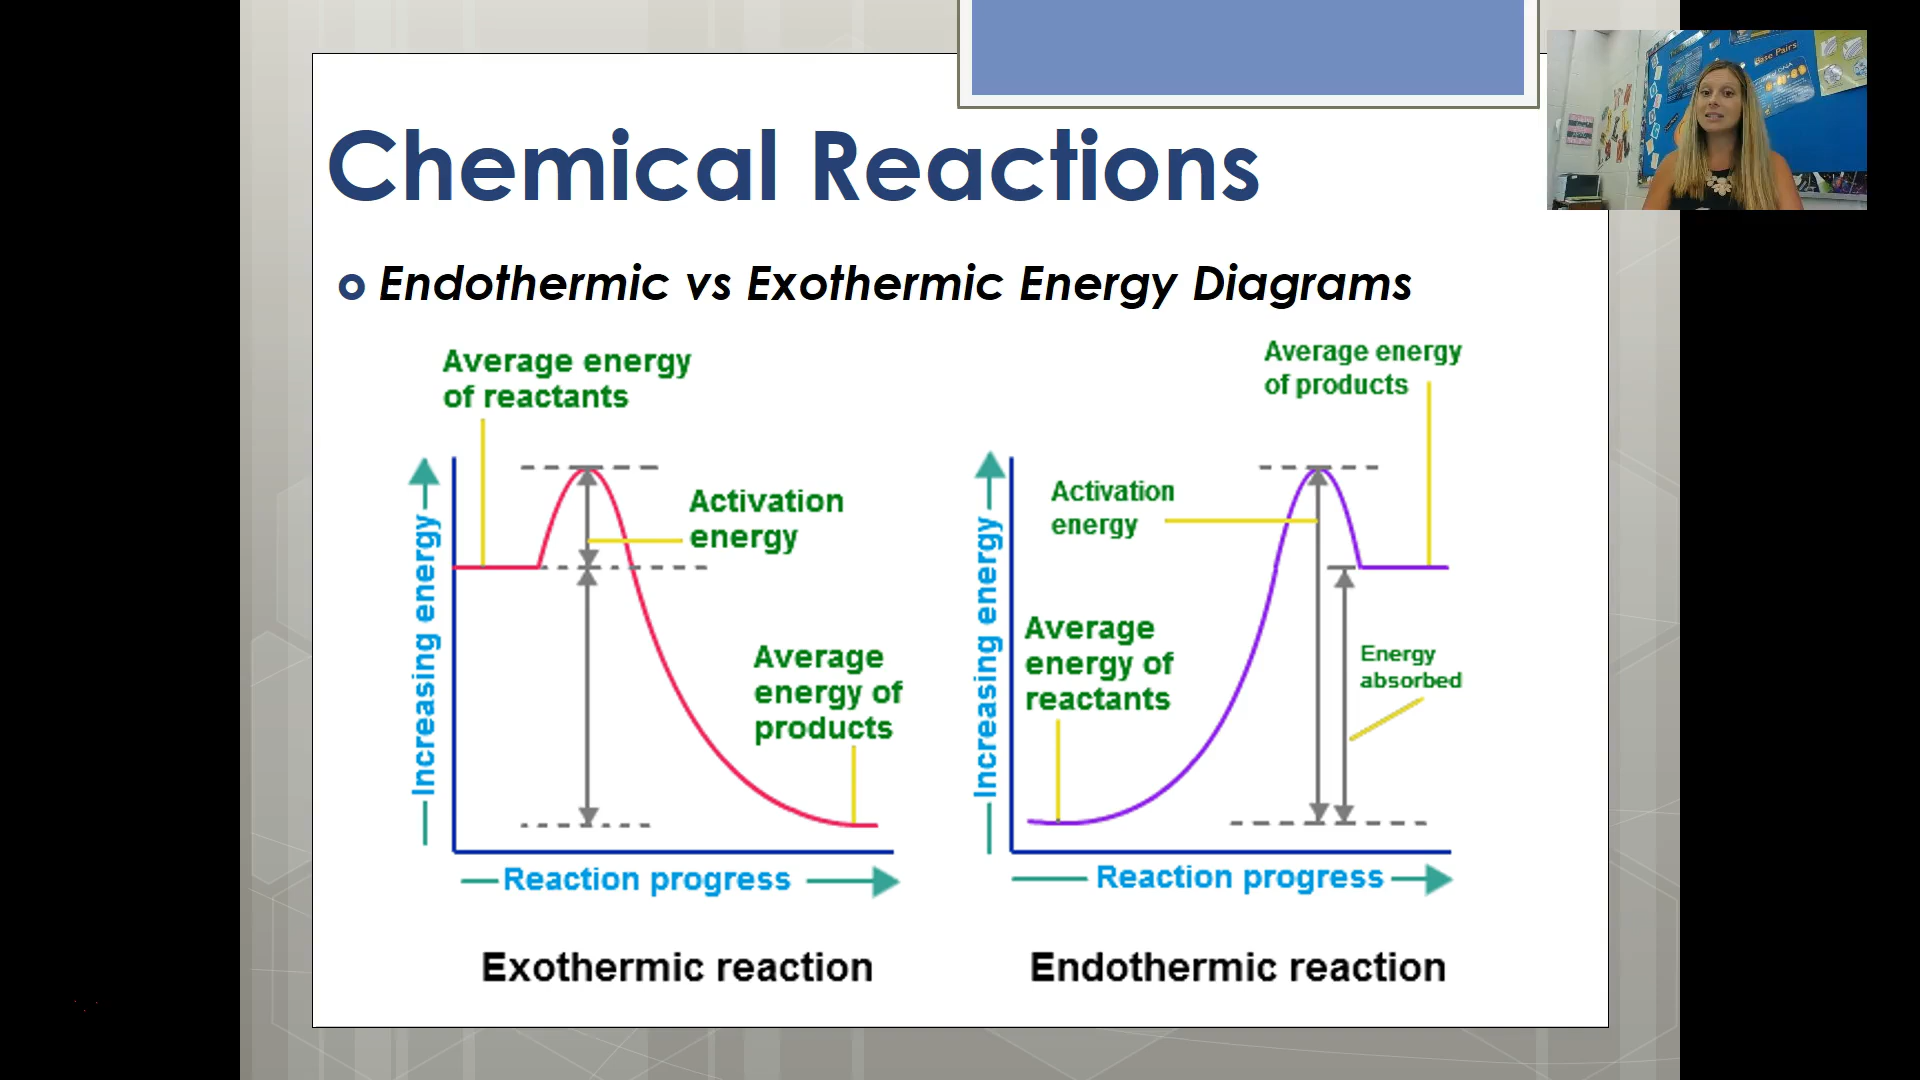 Chemical Reactions
Endothermic vs Exothermic Energy Diagrams
Average energy
of reactants
Activation
energy
Average
energy of
products
Increasing energy
Reaction progress
Exothermic reaction
Average energy
of products
Activation
energy
Average
energy of
reactants
Energy
absorbed
Increasing energy
Reaction progress
Endothermic reaction
Base Pairs